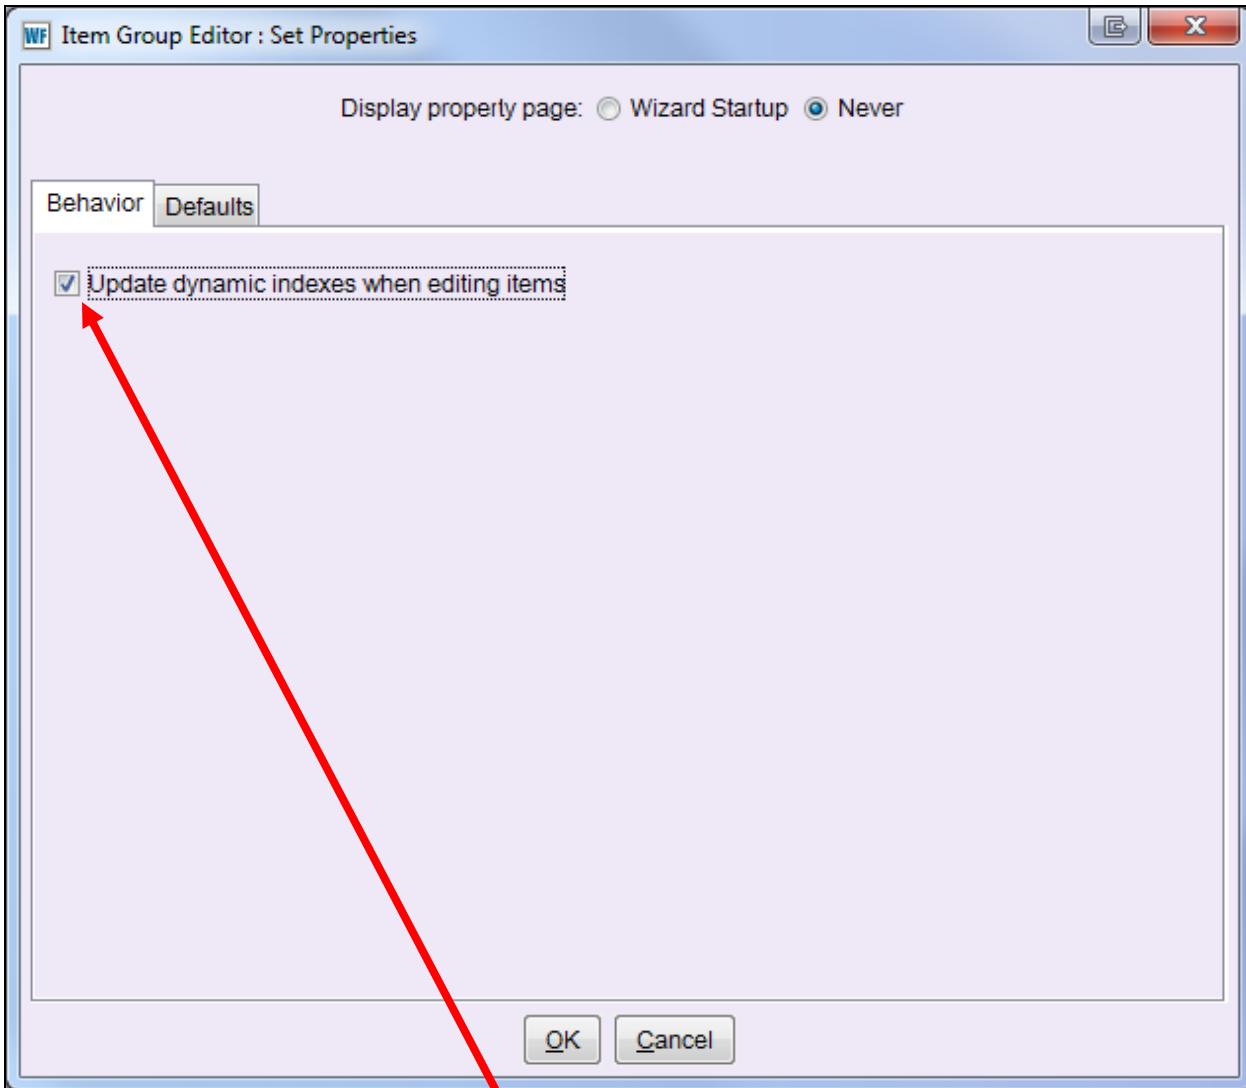 WF Item Group Editor : Set Properties
Display property page: Wizard Startup Never
Behavior Defaults
Update dynamic indexes when editing items
OK Cancel